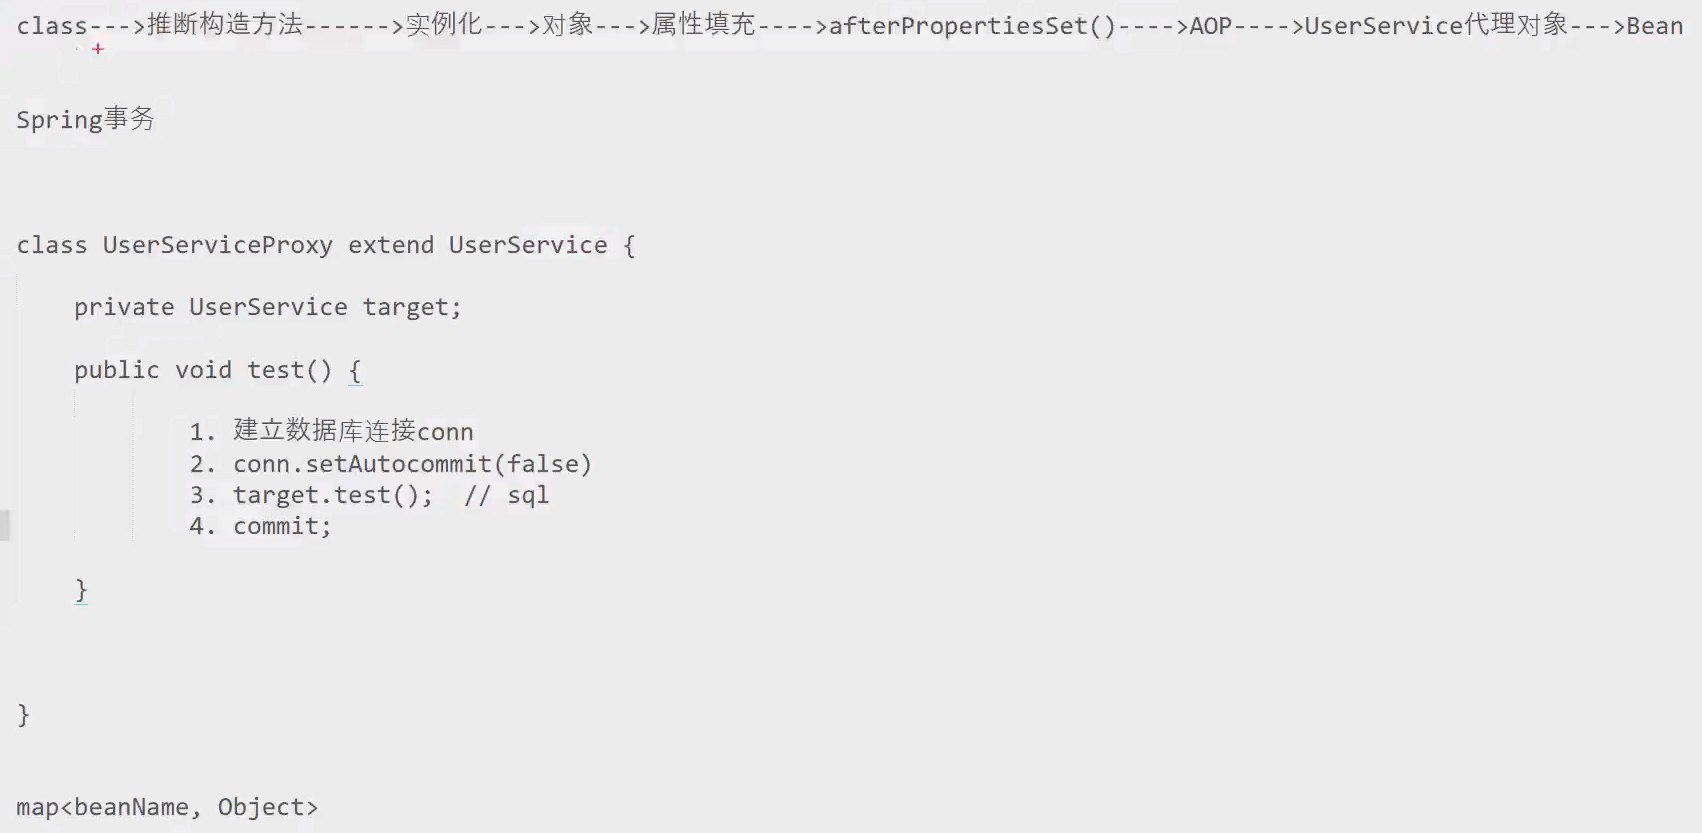 class--->推断构造方法------>实例化--->对象--->属性填充---->afterPropertiesSet()---->AOP---->UserService代理对象--->Bean
Spring事务
class UserServiceProxy extend UserService {
private UserService target;
public void test() {
1. 建立数据库连接conn
2. conn.setAutocommit(false)
3. target.test();  // sql
4. commit;
}
}
map<beanName, Object>